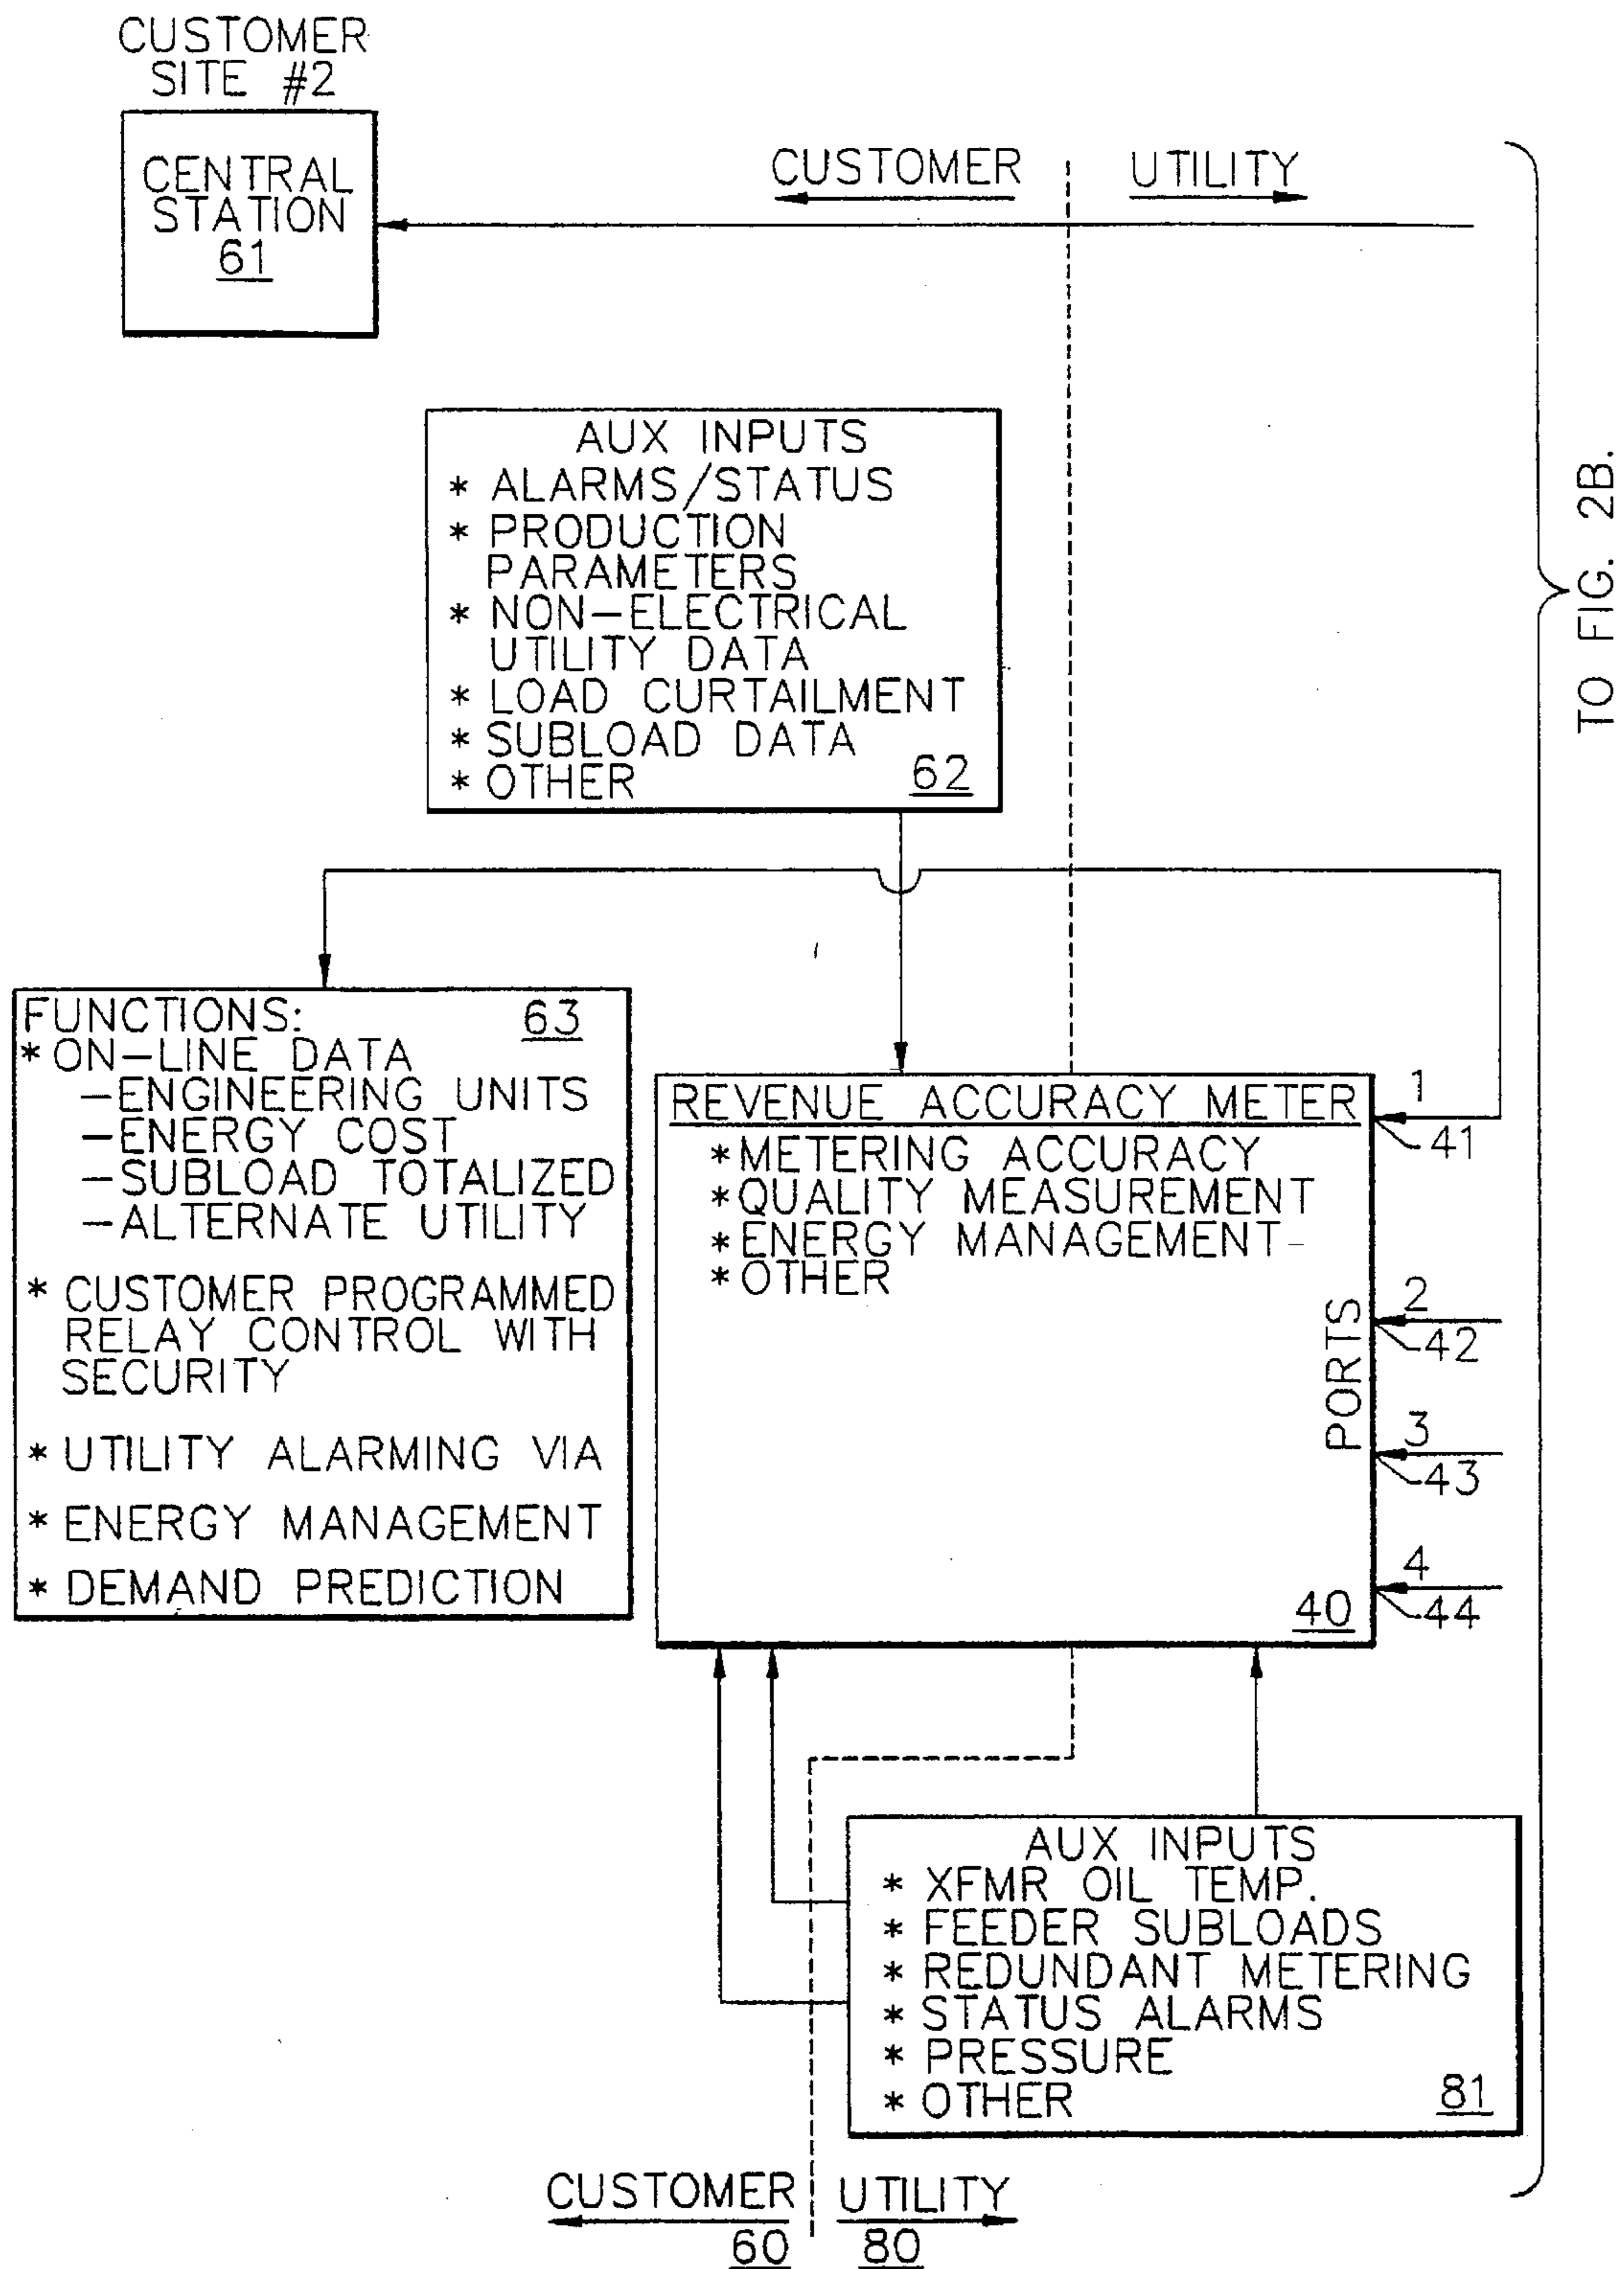 CUSTOMER
SITE #2
CENTRAL
STATION
61
CUSTOMER
UTILITY
AUX INPUTS
* ALARMS/STATUS
* PRODUCTION
PARAMETERS
* NON-ELECTRICAL
UTILITY DATA
* LOAD CURTAILMENT
* SUBLOAD DATA
* OTHER
62
TO FIG. 2B.
FUNCTIONS:
63
* ON-LINE DATA
-ENGINEERING UNITS
-ENERGY COST
-SUBLOAD TOTALIZED
-ALTERNATE UTILITY
* CUSTOMER PROGRAMMED
RELAY CONTROL WITH
SECURITY
* UTILITY ALARMING VIA
* ENERGY MANAGEMENT
* DEMAND PREDICTION
REVENUE ACCURACY METER
* METERING ACCURACY
* QUALITY MEASUREMENT
* ENERGY MANAGEMENT
* OTHER
PORTS
40
1
41
2
42
3
43
4
44
AUX INPUTS
* XFMR OIL TEMP.
* FEEDER SUBLOADS
* REDUNDANT METERING
* STATUS ALARMS
* PRESSURE
* OTHER
81
CUSTOMER
60
UTILITY
80